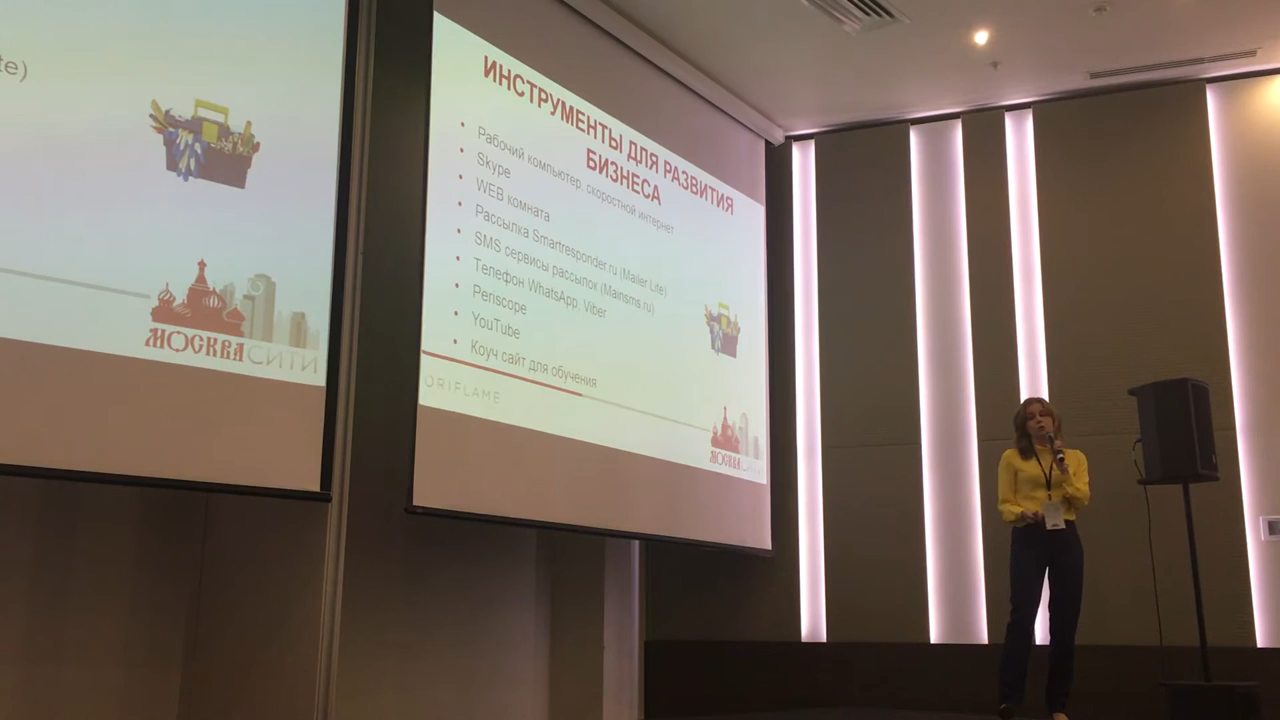 te)
МОСКВА СИТИ
ИНСТРУМЕНТЫ ДЛЯ РАЗВИТИЯ
БИЗНЕСА
Рабочий компьютер, скоростной интернет
Skype
WEB комната
Рассылка Smartresponder.ru (Mailer Lite)
SMS сервисы рассылок (Mainsms.ru)
Телефон WhatsApp, Viber
Periscope
YouTube
Коуч сайт для обучения
ORIFLAME
МОСКВА СИТИ